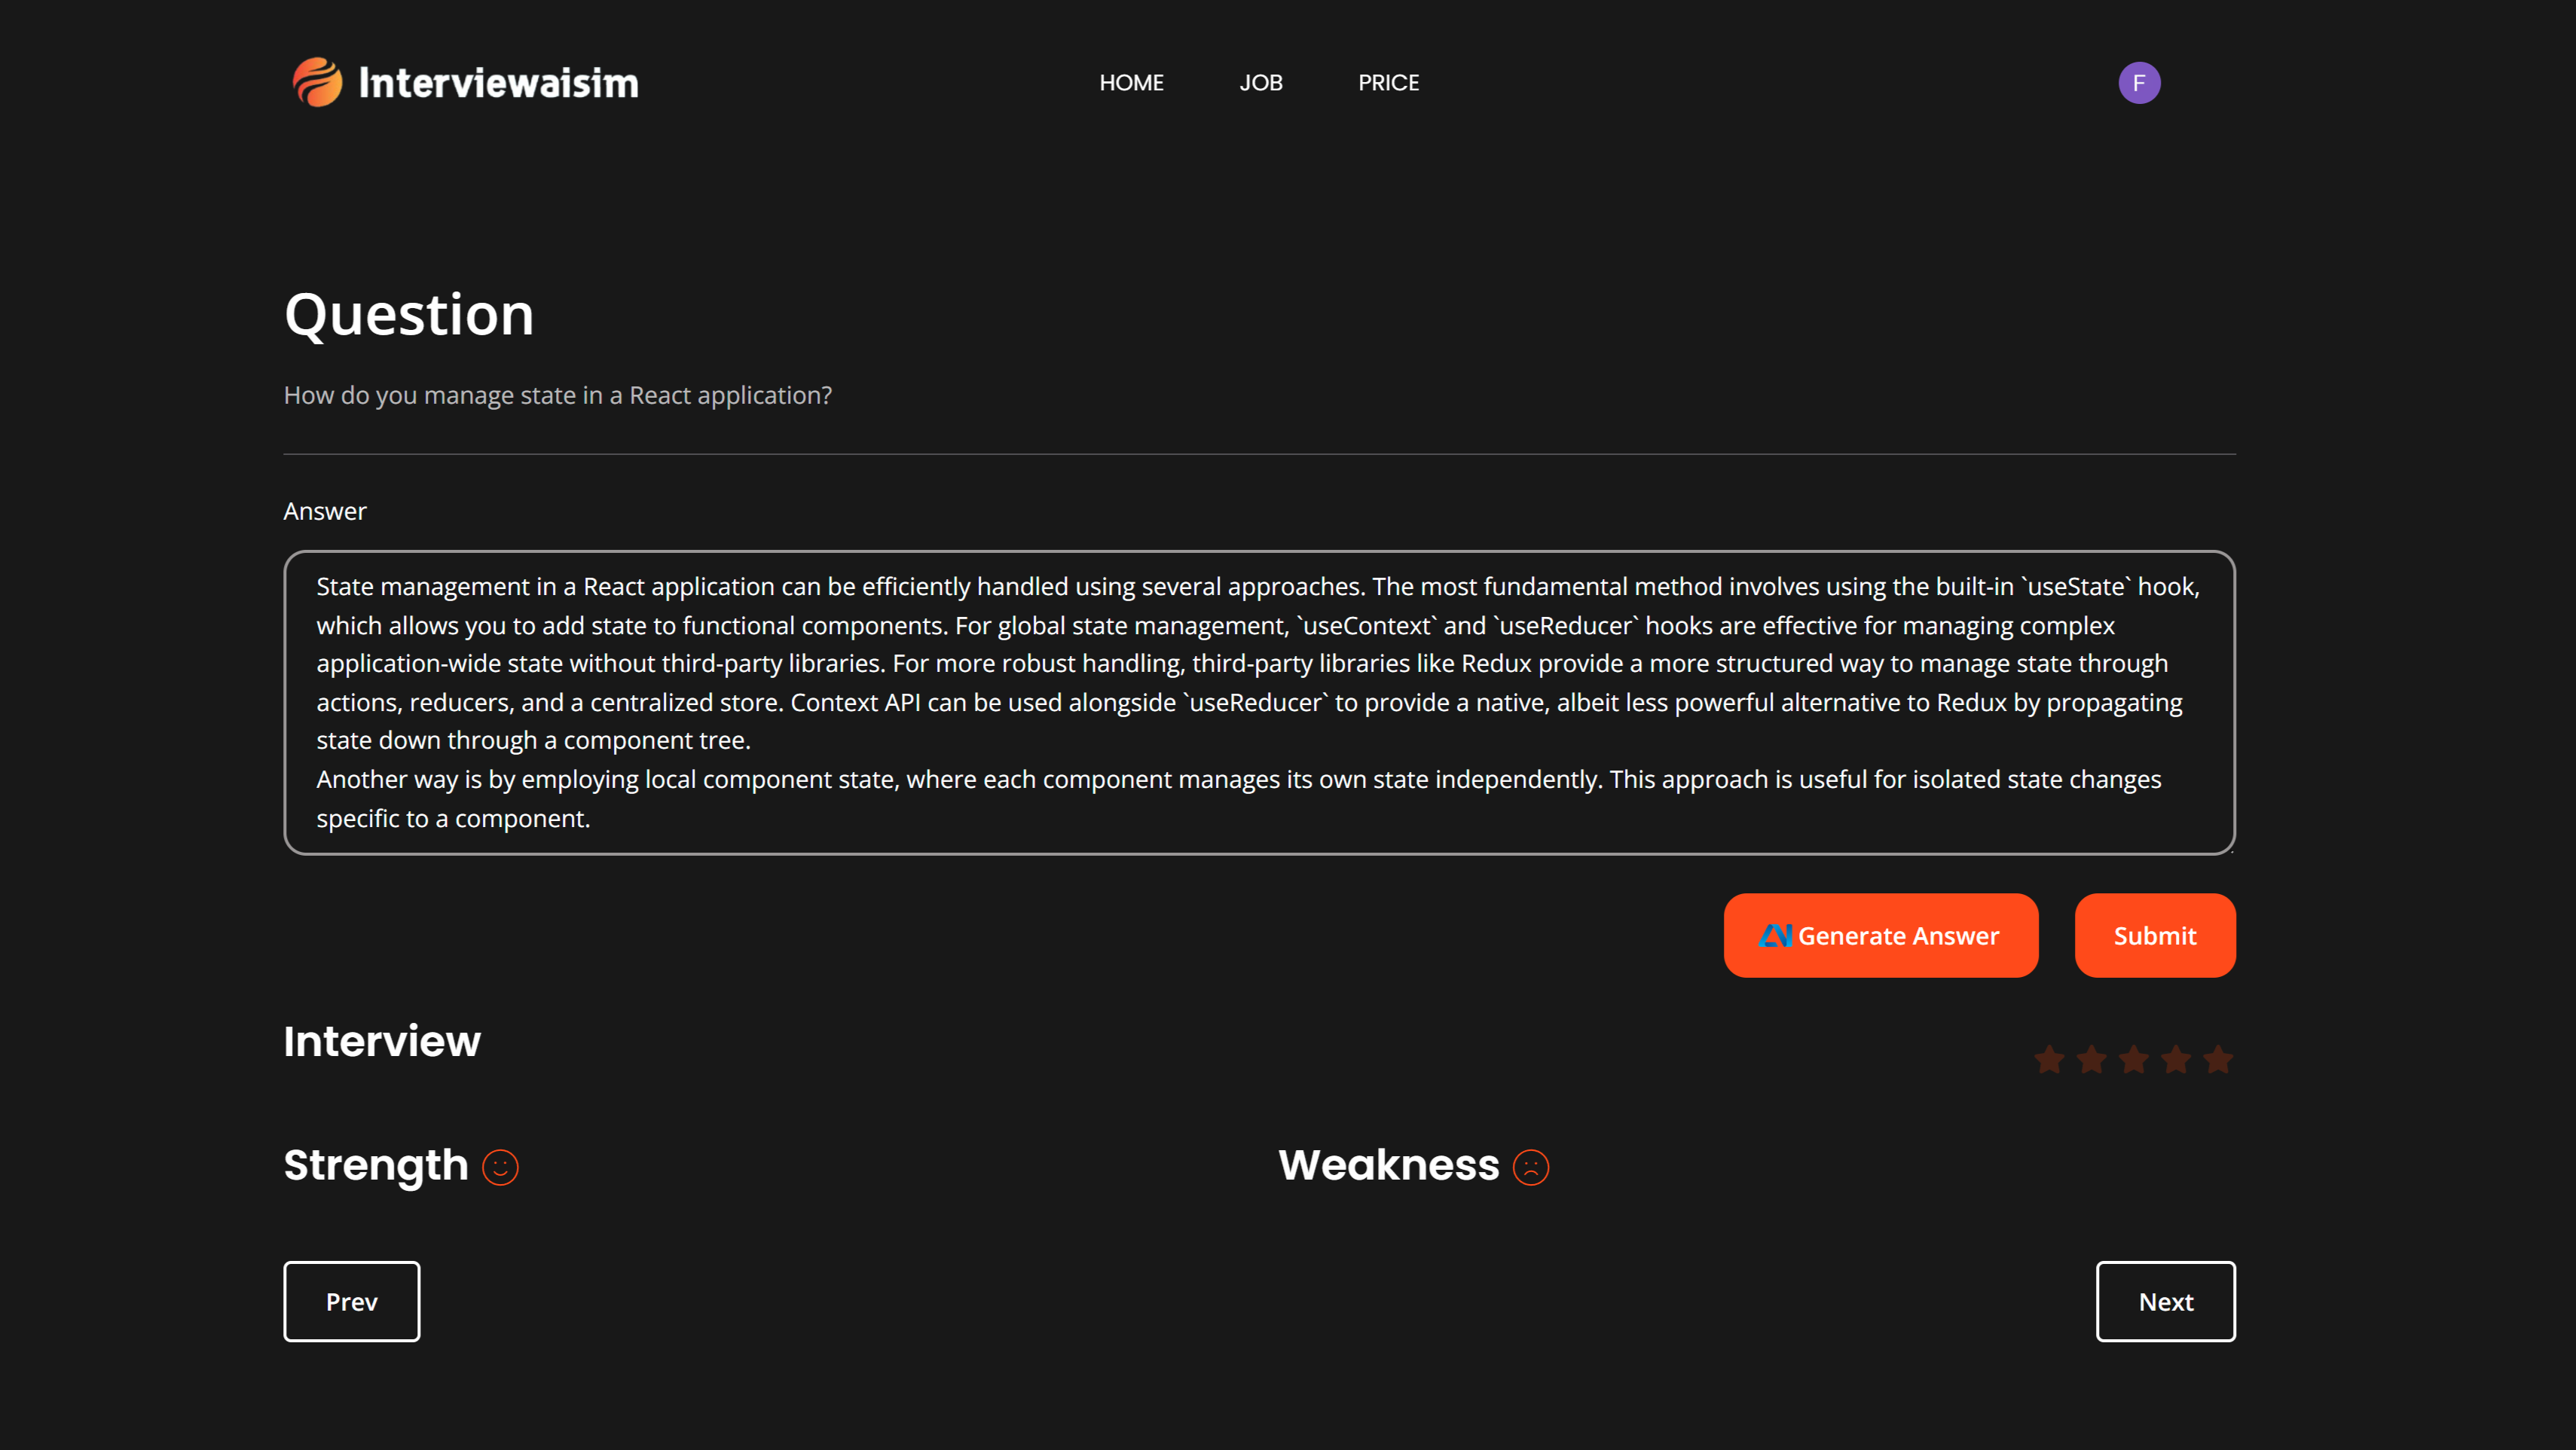 Interviewaisim
HOME JOB PRICE
F
Question
How do you manage state in a React application?
Answer
State management in a React application can be efficiently handled using several approaches. The most fundamental method involves using the built-in `useState` hook,
which allows you to add state to functional components. For global state management, `useContext` and `useReducer` hooks are effective for managing complex
application-wide state without third-party libraries. For more robust handling, third-party libraries like Redux provide a more structured way to manage state through
actions, reducers, and a centralized store. Context API can be used alongside `useReducer` to provide a native, albeit less powerful alternative to Redux by propagating
state down through a component tree.
Another way is by employing local component state, where each component manages its own state independently. This approach is useful for isolated state changes
specific to a component.
Generate Answer
Submit
Interview
Strength
Weakness
Prev
Next